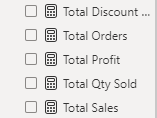 Total Discount ...
Total Orders
Total Profit
Total Qty Sold
Total Sales